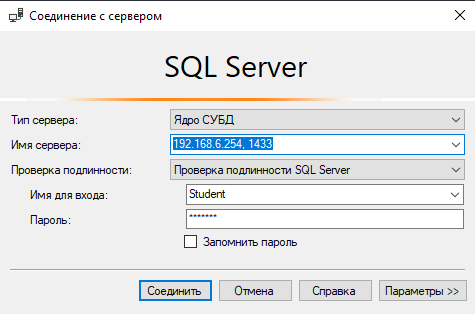 Соединение с сервером
SQL Server
Тип сервера: Ядро СУБД
Имя сервера: 192.168.6.254, 1433
Проверка подлинности: Проверка подлинности SQL Server
Имя для входа: Student
Пароль: *******
Запомнить пароль
Соединить Отмена Справка Параметры >>